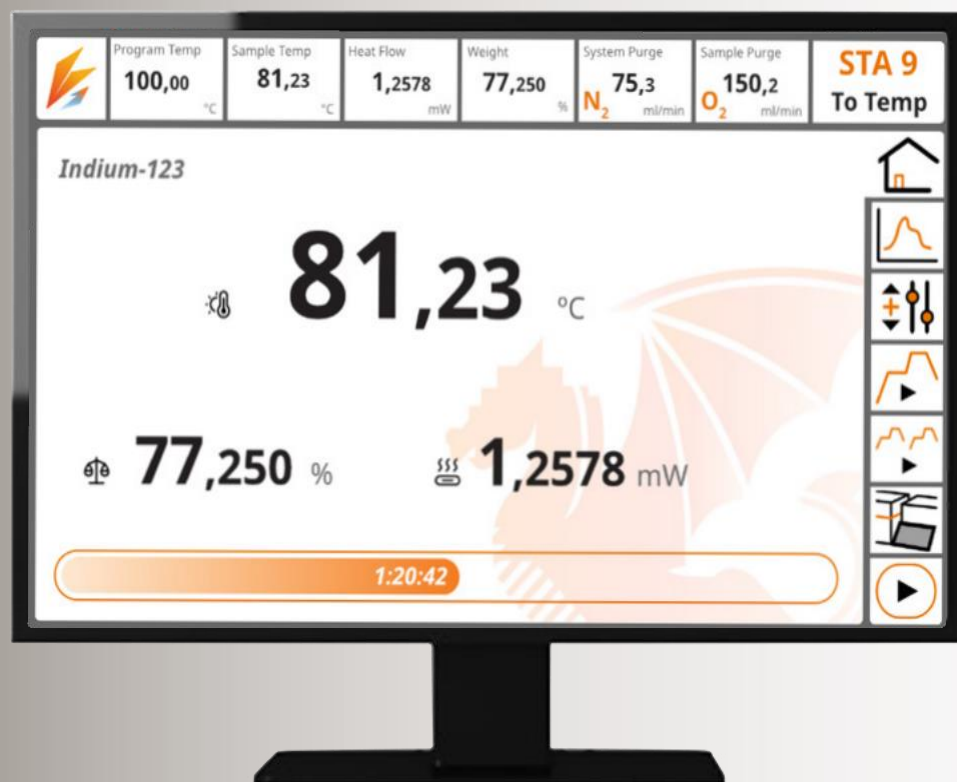 Program Temp
100,00
°C
Sample Temp
81,23
°C
Heat Flow
1,2578
mW
Weight
77,250
%
System Purge
N2 75,3
ml/min
Sample Purge
O2 150,2
ml/min
STA 9
To Temp
Indium-123
81,23 °C
77,250 %
1,2578 mW
1:20:42